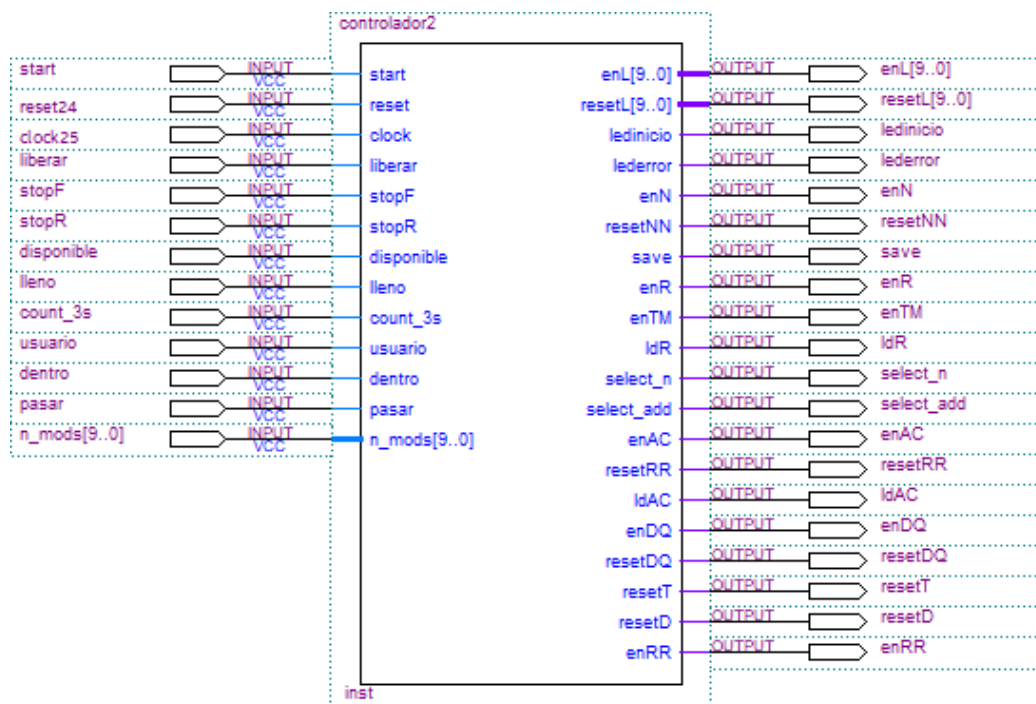 controlador2
start INPUT VCC start enL[9..0] OUTPUT enL[9..0]
reset24 INPUT VCC reset resetL[9..0] OUTPUT resetL[9..0]
clock25 INPUT VCC clock ledinicio OUTPUT ledinicio
liberar INPUT VCC liberar lederror OUTPUT lederror
stopF INPUT VCC stopF enN OUTPUT enN
stopR INPUT VCC stopR resetNN OUTPUT resetNN
disponible INPUT VCC disponible save OUTPUT save
lleno INPUT VCC lleno enR OUTPUT enR
count_3s INPUT VCC count_3s enTM OUTPUT enTM
usuario INPUT VCC usuario ldR OUTPUT ldR
dentro INPUT VCC dentro select_n OUTPUT select_n
pasar INPUT VCC pasar select_add OUTPUT select_add
n_mods[9..0] INPUT VCC n_mods[9..0] enAC OUTPUT enAC
resetRR OUTPUT resetRR
ldAC OUTPUT ldAC
enDQ OUTPUT enDQ
resetDQ OUTPUT resetDQ
resetT OUTPUT resetT
resetD OUTPUT resetD
enRR OUTPUT enRR
inst